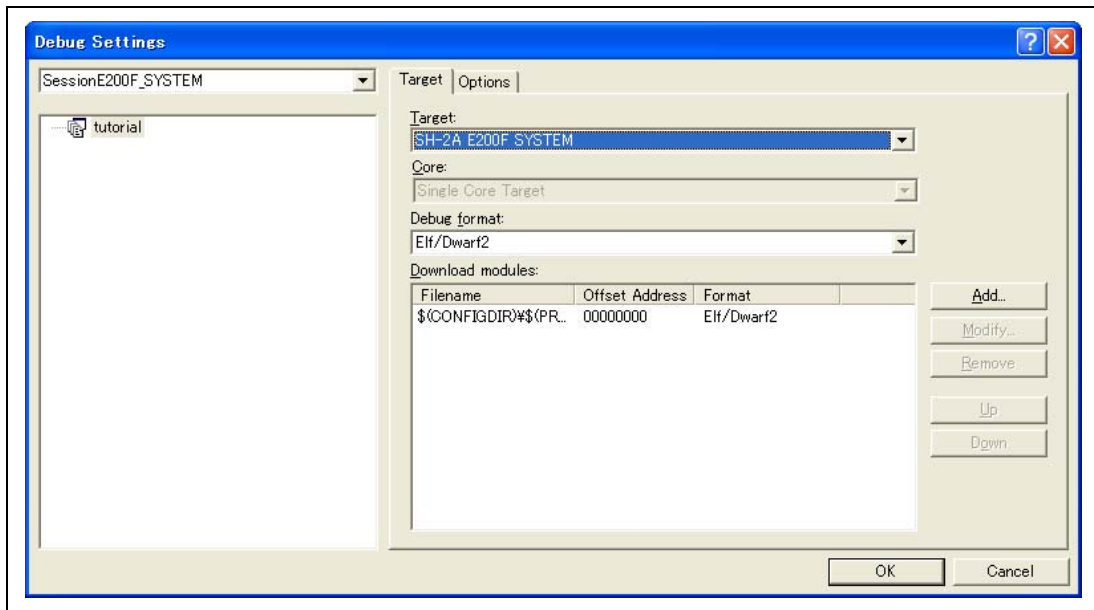 Debug Settings
SessionE200F_SYSTEM
tutorial
Target Options
Target:
SH-2A E200F SYSTEM
Core:
Single Core Target
Debug format:
Elf/Dwarf2
Download modules:
Filename Offset Address Format
$(CONFIGDIR)¥$(PR... 00000000 Elf/Dwarf2
Add...
Modify...
Remove
Up
Down
OK Cancel